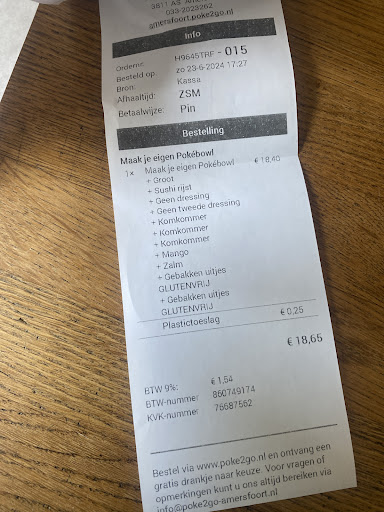 3811 AS
033 2023262
amersfoort.poke2go.nl
Info
Ordernr. H9645TRF - 015
Besteld op: zo 23-6-2024 17:27
Bron: Kassa
Afhaaltijd: ZSM
Betaalwijze: Pin
Bestelling
Maak je eigen Pokébowl
1x Maak je eigen Pokébowl € 18,40
+ Groot
+ Sushi rijst
+ Geen dressing
+ Geen tweede dressing
+ Komkommer
+ Komkommer
+ Komkommer
+ Mango
+ Zalm
+ Gebakken uitjes
GLUTENVRIJ
+ Gebakken uitjes
GLUTENVRIJ
Plastictoeslag € 0,25
€ 18,65
BTW 9%: € 1,54
BTW-nummer 860749174
KVK-nummer 76687562
Bestel via www.poke2go.nl en ontvang een
gratis drankje naar keuze. Voor vragen of
opmerkingen kunt u ons altijd bereiken via
info@poke2go-amersfoort.nl